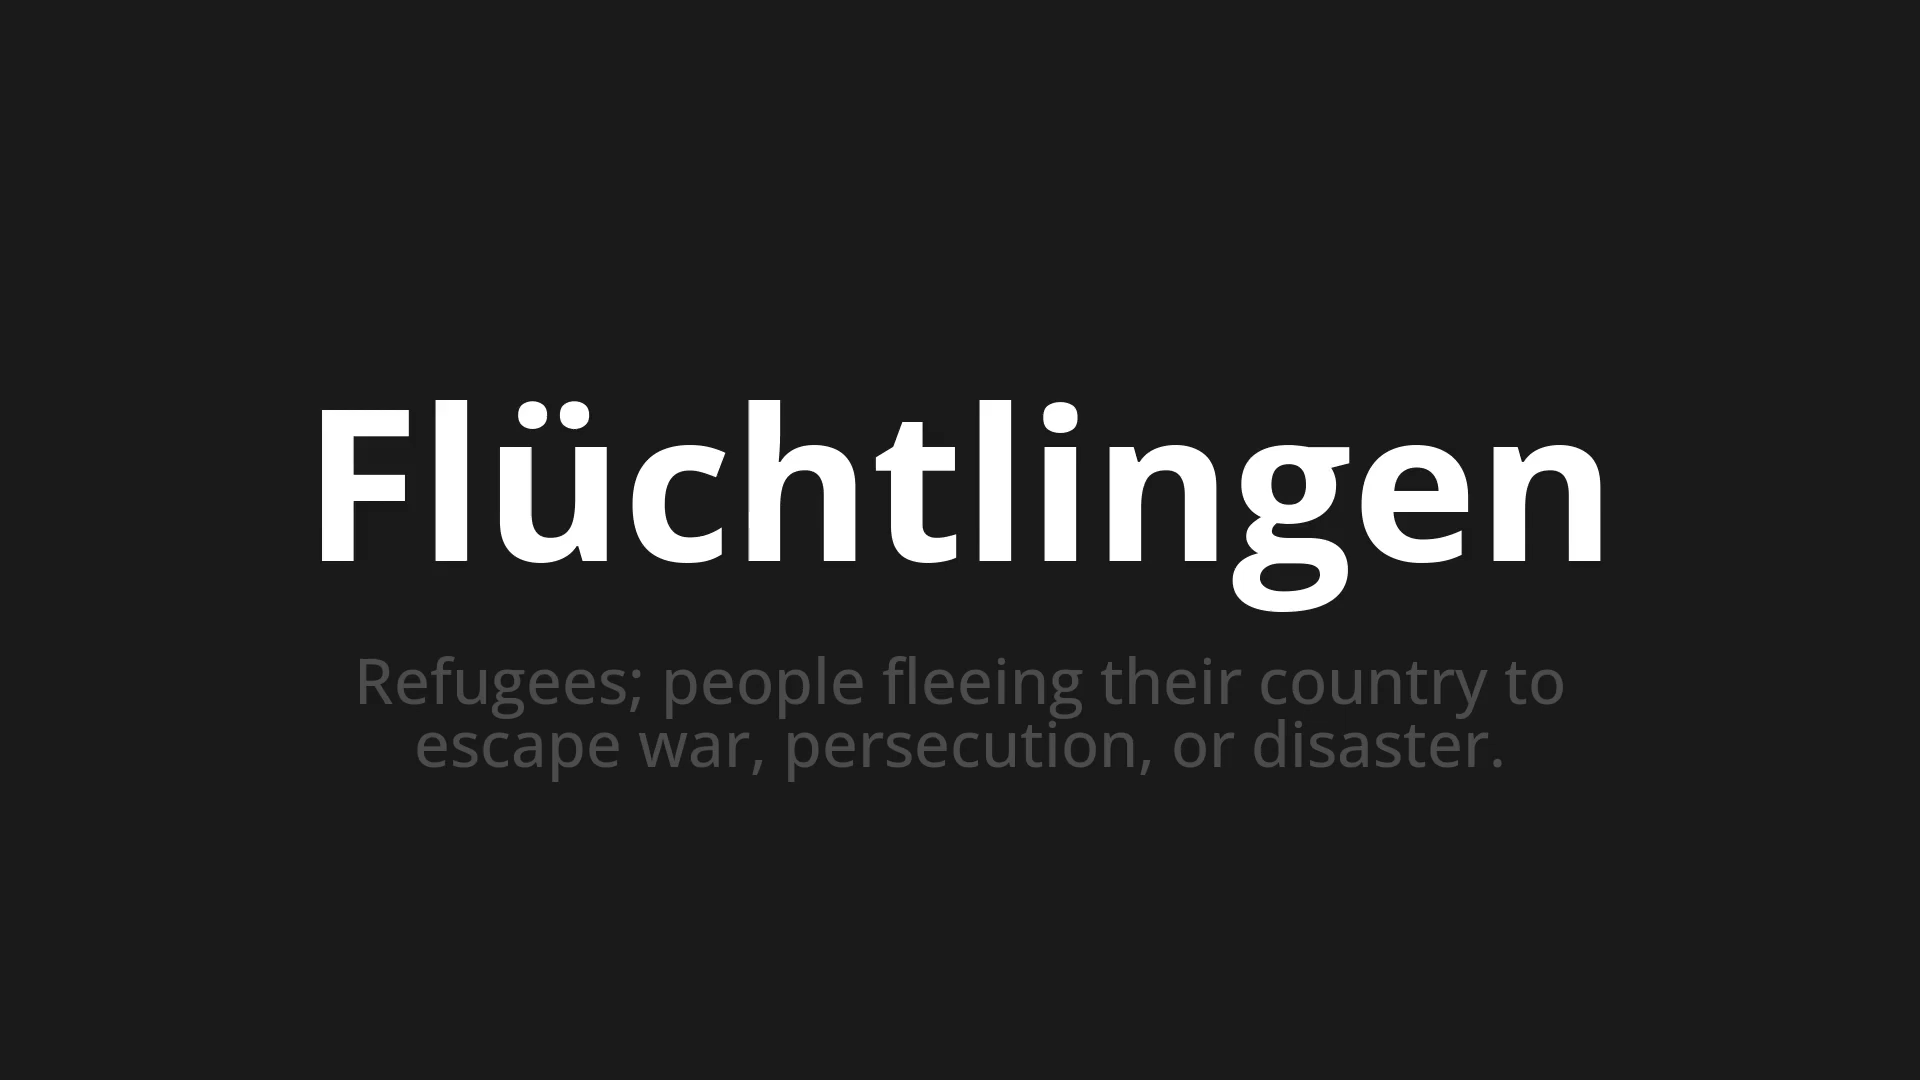 Flüchtlingen
Refugees; people fleeing their country to
escape war, persecution, or disaster.